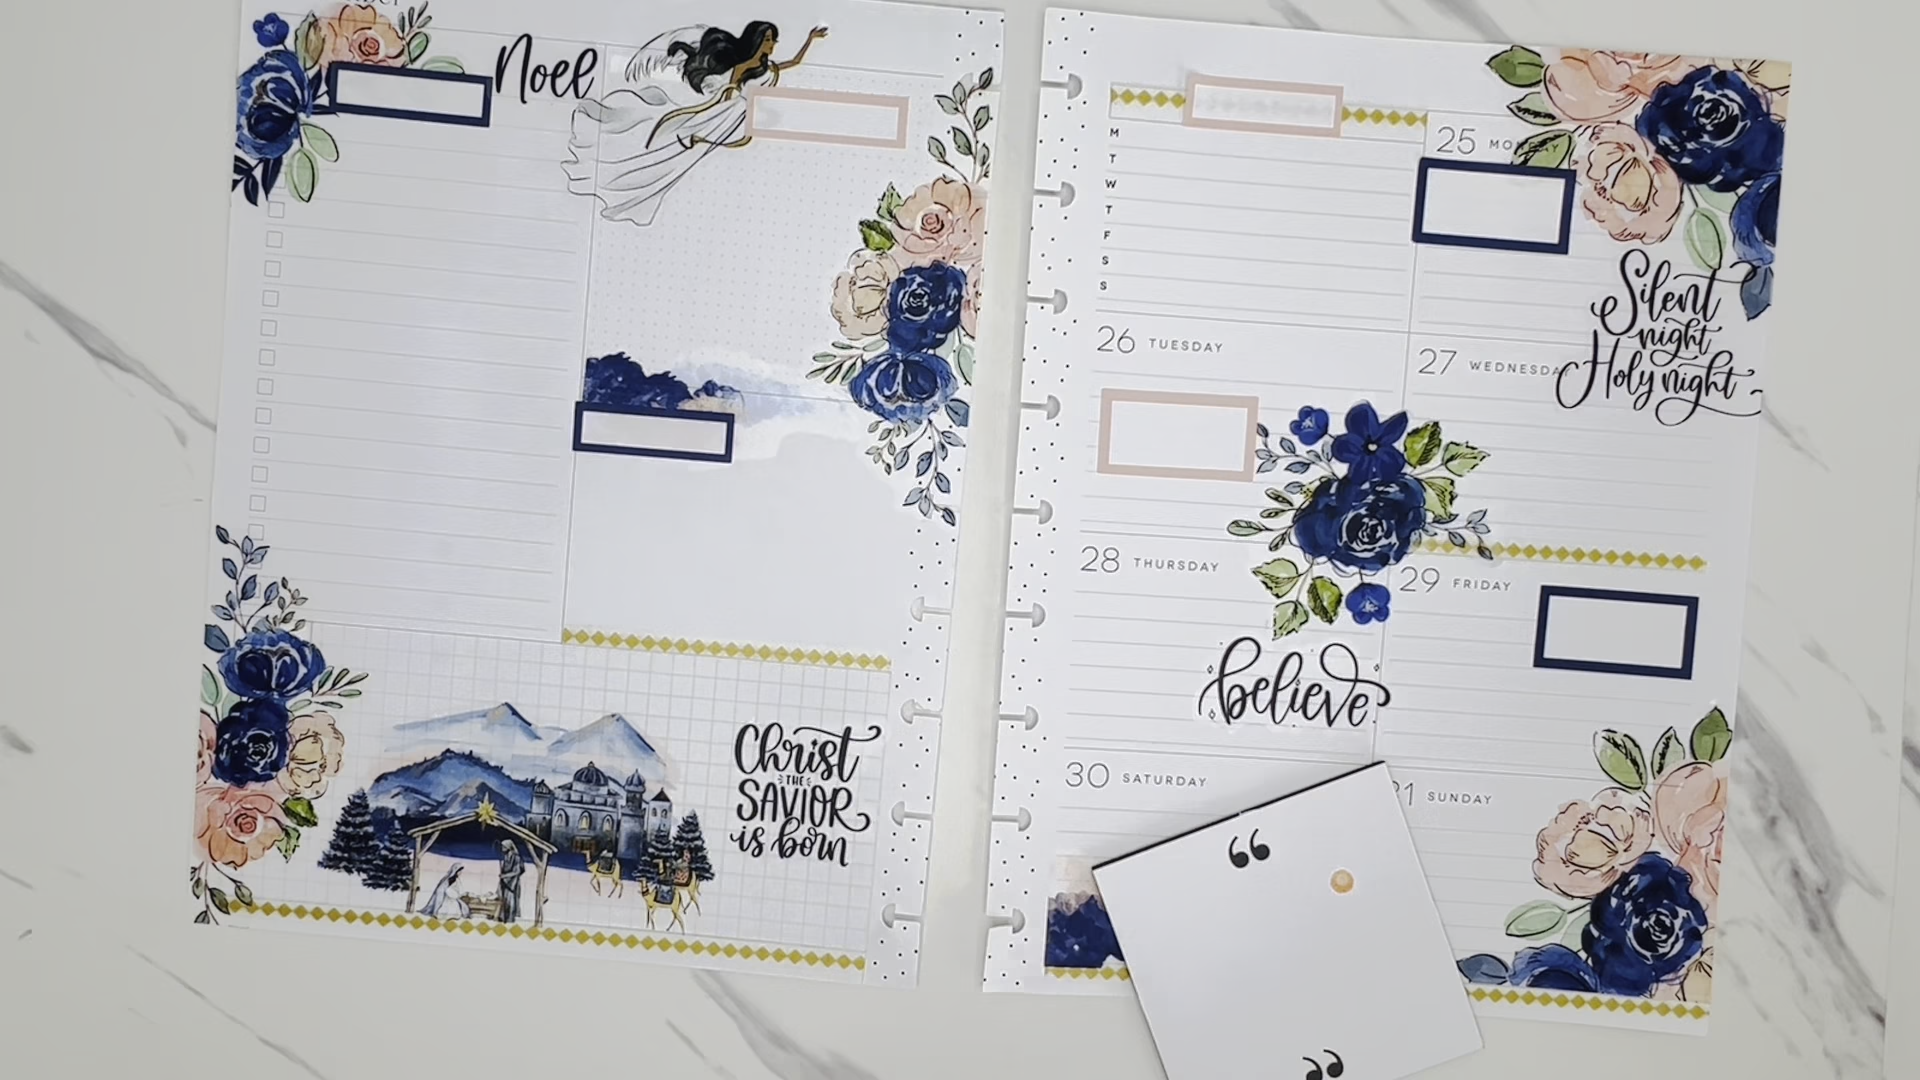 Noel
Christ
THE
SAVIOR
is born
M
T
W
T
F
S
S
25 MONDAY
Silent
night
Holy night
26 TUESDAY
27 WEDNESDA
28 THURSDAY
29 FRIDAY
believe
30 SATURDAY
31 SUNDAY
“
”